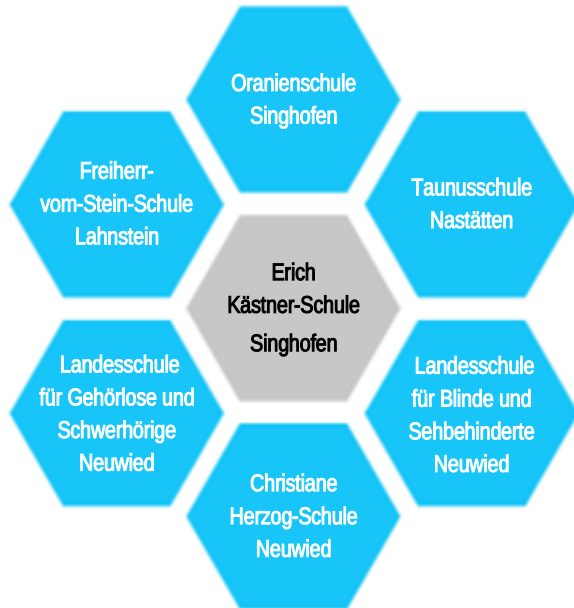 Oranienschule
Singhofen
Freiherr-
vom-Stein-Schule
Lahnstein
Taunusschule
Nastätten
Erich
Kästner-Schule
Singhofen
Landesschule
für Gehörlose und
Schwerhörige
Neuwied
Landesschule
für Blinde und
Sehbehinderte
Neuwied
Christiane
Herzog-Schule
Neuwied